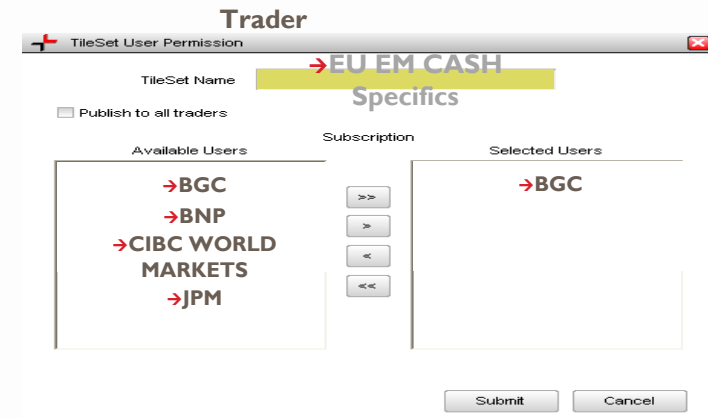 Trader
TileSet User Permission
→EU EM CASH
TileSet Name
Specifics
Publish to all traders
Subscription
Available Users
Selected Users
→BGC
→BNP
→CIBC WORLD
MARKETS
→JPM
>>
>
<
<<
→BGC
Submit
Cancel